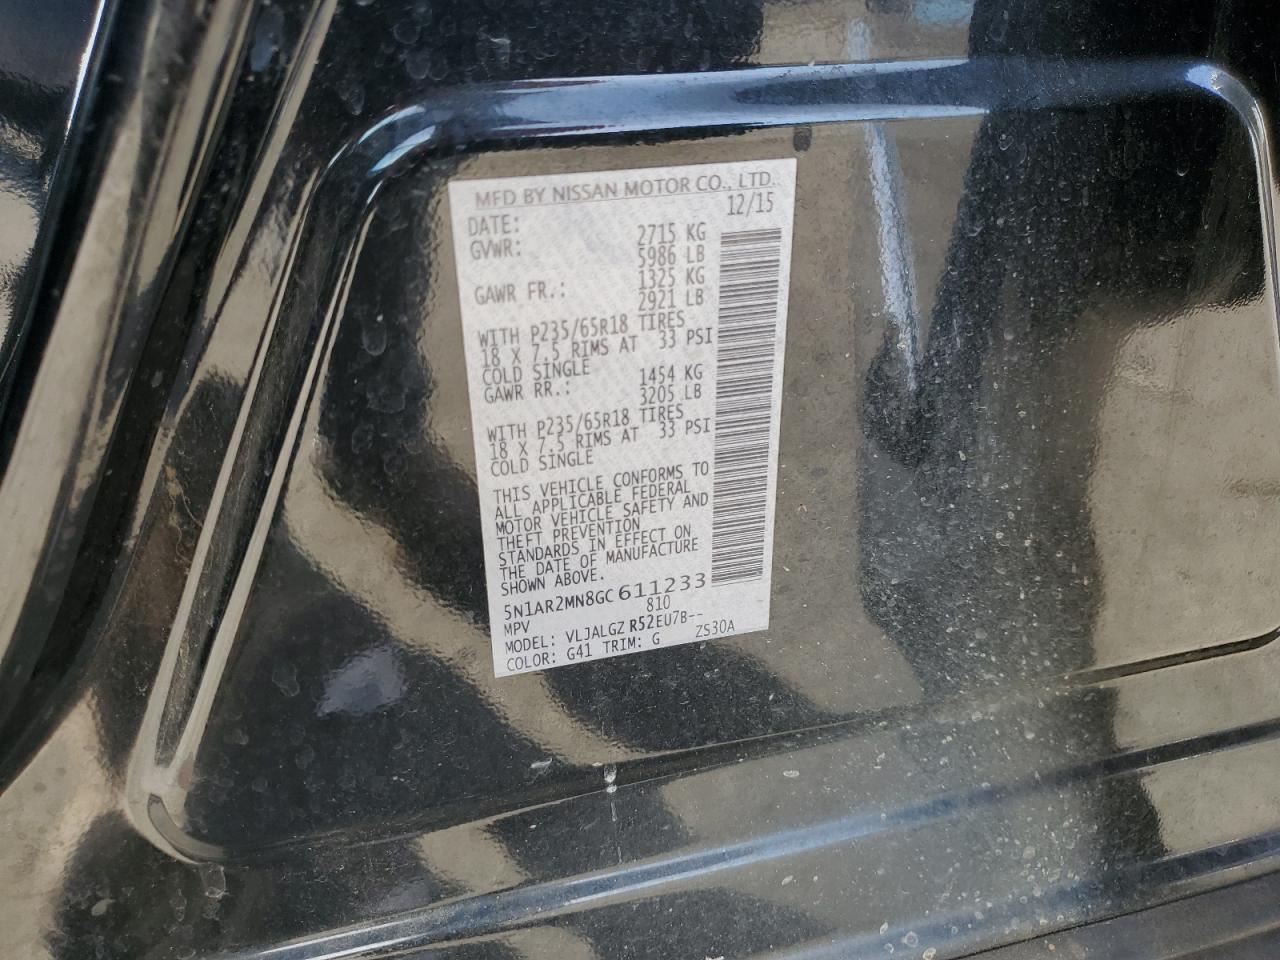 MFD BY NISSAN MOTOR CO., LTD.
DATE: 12/15
GVWR: 2715 KG
5986 LB
GAWR FR.: 1325 KG
2921 LB
WITH P235/65R18 TIRES
18 X 7.5 RIMS AT 33 PSI
COLD SINGLE
GAWR RR.: 1454 KG
3205 LB
WITH P235/65R18 TIRES
18 X 7.5 RIMS AT 33 PSI
COLD SINGLE
THIS VEHICLE CONFORMS TO
ALL APPLICABLE FEDERAL
MOTOR VEHICLE SAFETY AND
THEFT PREVENTION
STANDARDS IN EFFECT ON
THE DATE OF MANUFACTURE
SHOWN ABOVE.
5N1AR2MN8GC 611233
MPV 810
MODEL: VLJALGZ R52EU7B--
COLOR: G41 TRIM: G ZS30A